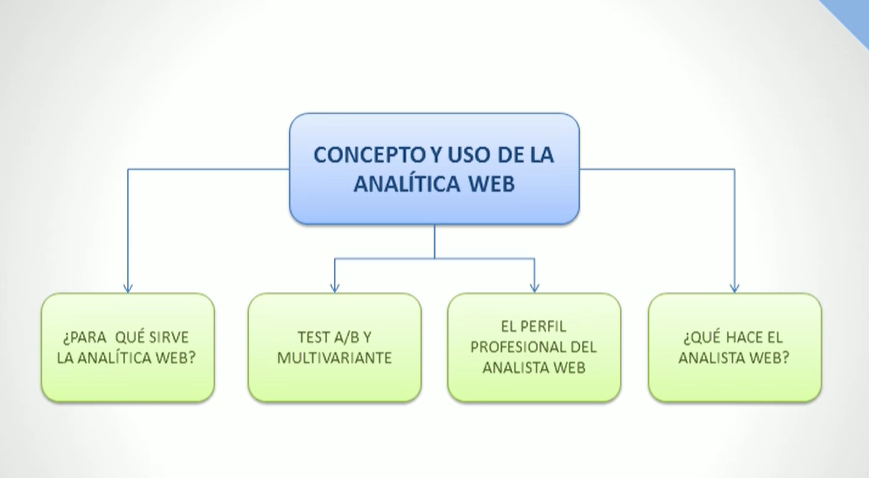 CONCEPTO Y USO DE LA
ANALÍTICA WEB
¿PARA QUÉ SIRVE
LA ANALÍTICA WEB?
TEST A/B Y
MULTIVARIANTE
EL PERFIL
PROFESIONAL DEL
ANALISTA WEB
¿QUÉ HACE EL
ANALISTA WEB?